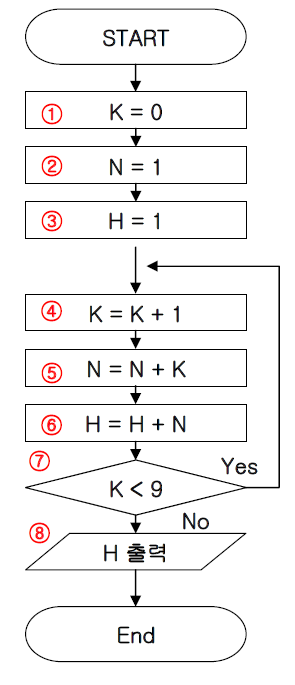 START
① K = 0
② N = 1
③ H = 1
④ K = K + 1
⑤ N = N + K
⑥ H = H + N
⑦
Yes
K < 9
No
⑧
H 출력
End